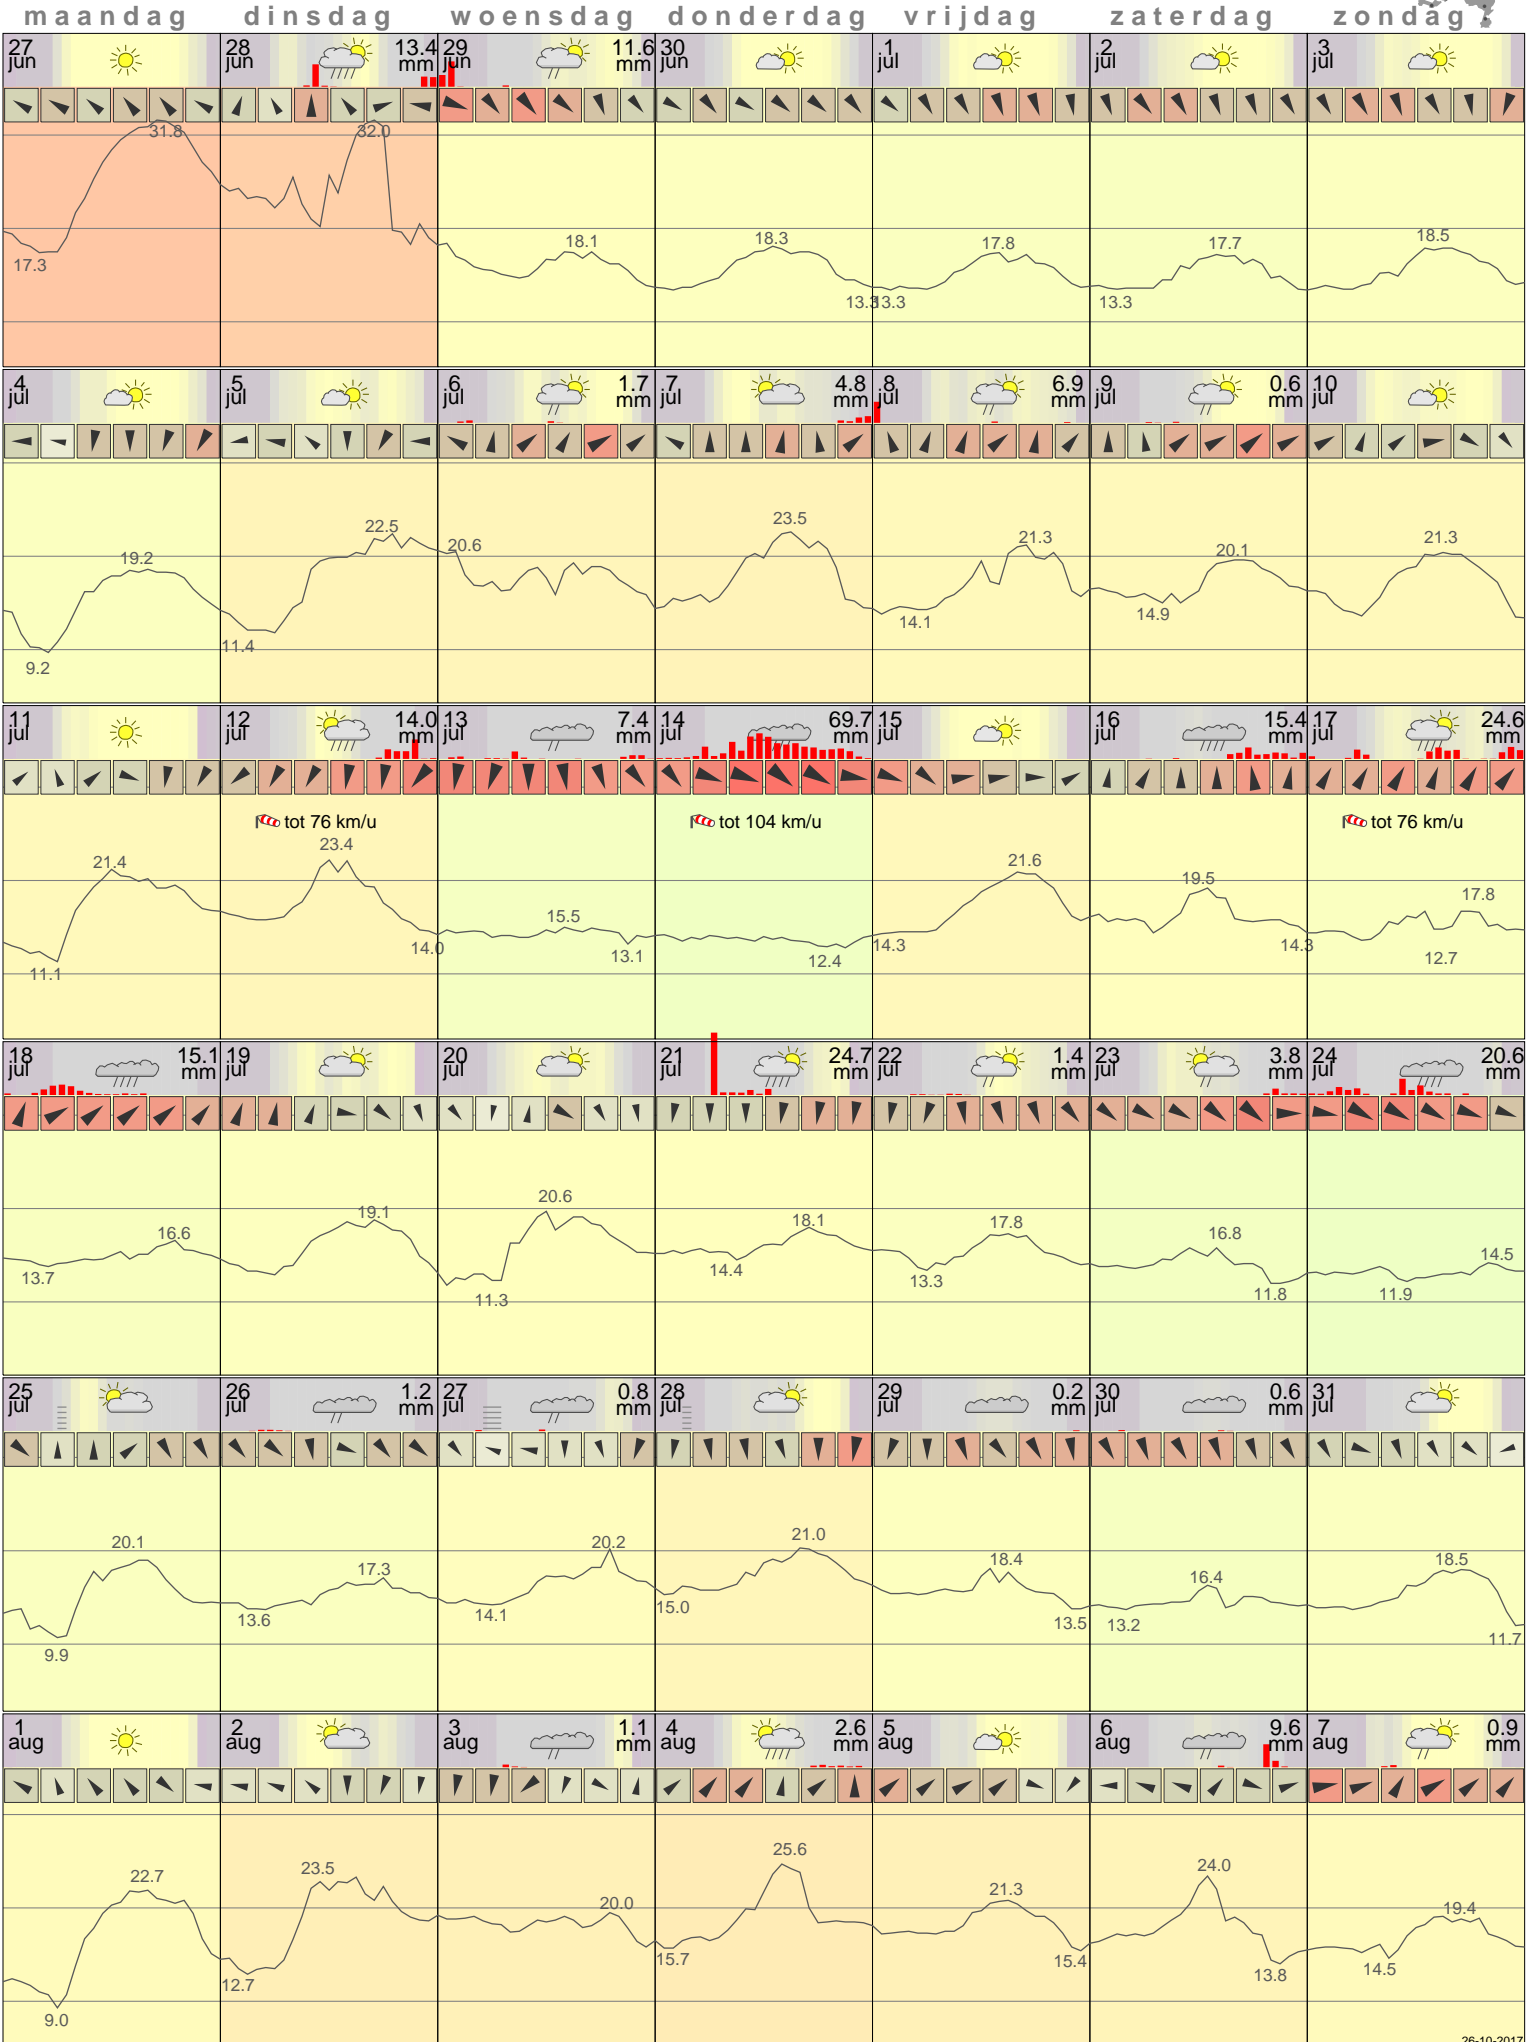 maandag dinsdag woensdag donderdag vrijdag zaterdag zondag
27 jun 28 jun 13.4 mm 29 jun 11.6 mm 30 jun 1 jul 2 jul 3 jul
31.8 32.0
17.3 18.1 18.3 17.8 17.7 18.5
13.3 13.3 13.3
4 jul 5 jul 6 jul 1.7 mm 7 jul 4.8 mm 8 jul 6.9 mm 9 jul 0.6 mm 10 jul
19.2 22.5 20.6 23.5 21.3 20.1 21.3
9.2 11.4 14.1 14.9
11 jul 12 jul 14.0 mm 13 jul 7.4 mm 14 jul 69.7 mm 15 jul 16 jul 15.4 mm 17 jul 24.6 mm
tot 76 km/u tot 104 km/u tot 76 km/u
21.4 23.4 15.5 21.6 19.5 17.8
11.1 14.0 13.1 12.4 14.3 14.3 12.7
18 jul 15.1 mm 19 jul 20 jul 21 jul 24.7 mm 22 jul 1.4 mm 23 jul 3.8 mm 24 jul 20.6 mm
16.6 19.1 20.6 18.1 17.8 16.8 14.5
13.7 11.3 14.4 13.3 11.8 11.9
25 jul 26 jul 1.2 mm 27 jul 0.8 mm 28 jul 29 jul 0.2 mm 30 jul 0.6 mm 31 jul
20.1 17.3 20.2 21.0 18.4 16.4 18.5
9.9 13.6 14.1 15.0 13.5 13.2 11.7
1 aug 2 aug 3 aug 1.1 mm 4 aug 2.6 mm 5 aug 6 aug 9.6 mm 7 aug 0.9 mm
22.7 23.5 20.0 25.6 21.3 24.0 19.4
9.0 12.7 15.7 15.4 13.8 14.5
26-10-2017